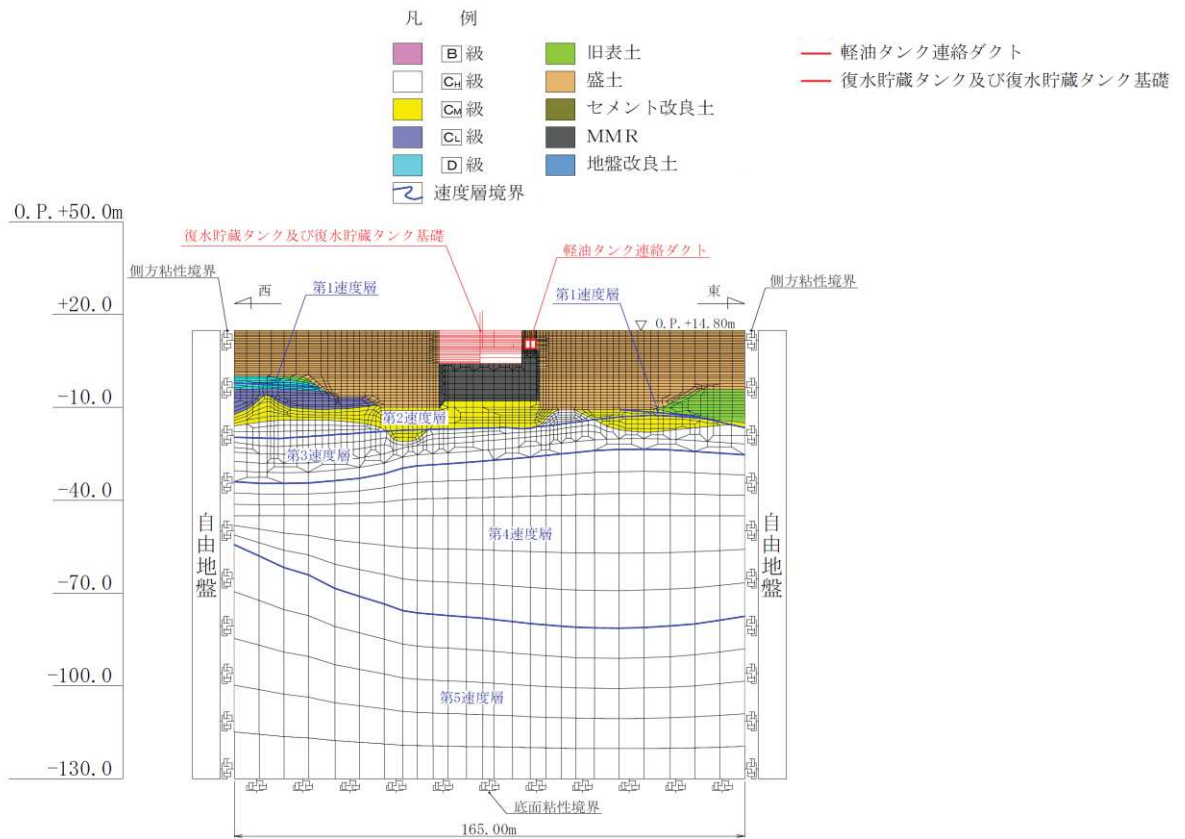 凡 例
B 級
CH 級
CM 級
CL 級
D 級
速度層境界
旧表土
盛土
セメント改良土
MMR
地盤改良土
軽油タンク連絡ダクト
復水貯蔵タンク及び復水貯蔵タンク基礎
O.P.+50.0m
+20.0
-10.0
-40.0
-70.0
-100.0
-130.0
復水貯蔵タンク及び復水貯蔵タンク基礎
軽油タンク連絡ダクト
側方粘性境界
側方粘性境界
第1速度層
第1速度層
西
東
O.P.+14.80m
第2速度層
第3速度層
第4速度層
第5速度層
自由地盤
自由地盤
底面粘性境界
165.00m